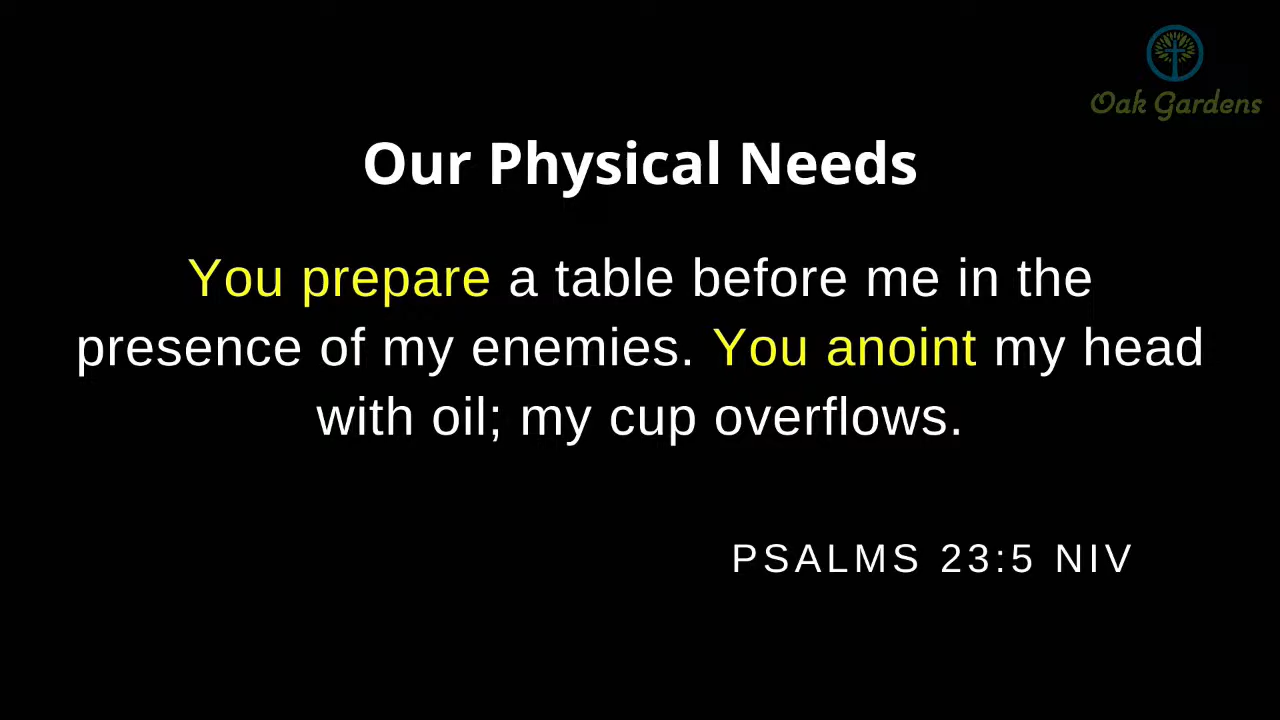 Oak Gardens
Our Physical Needs
You prepare a table before me in the
presence of my enemies. You anoint my head
with oil; my cup overflows.
PSALMS 23:5 NIV